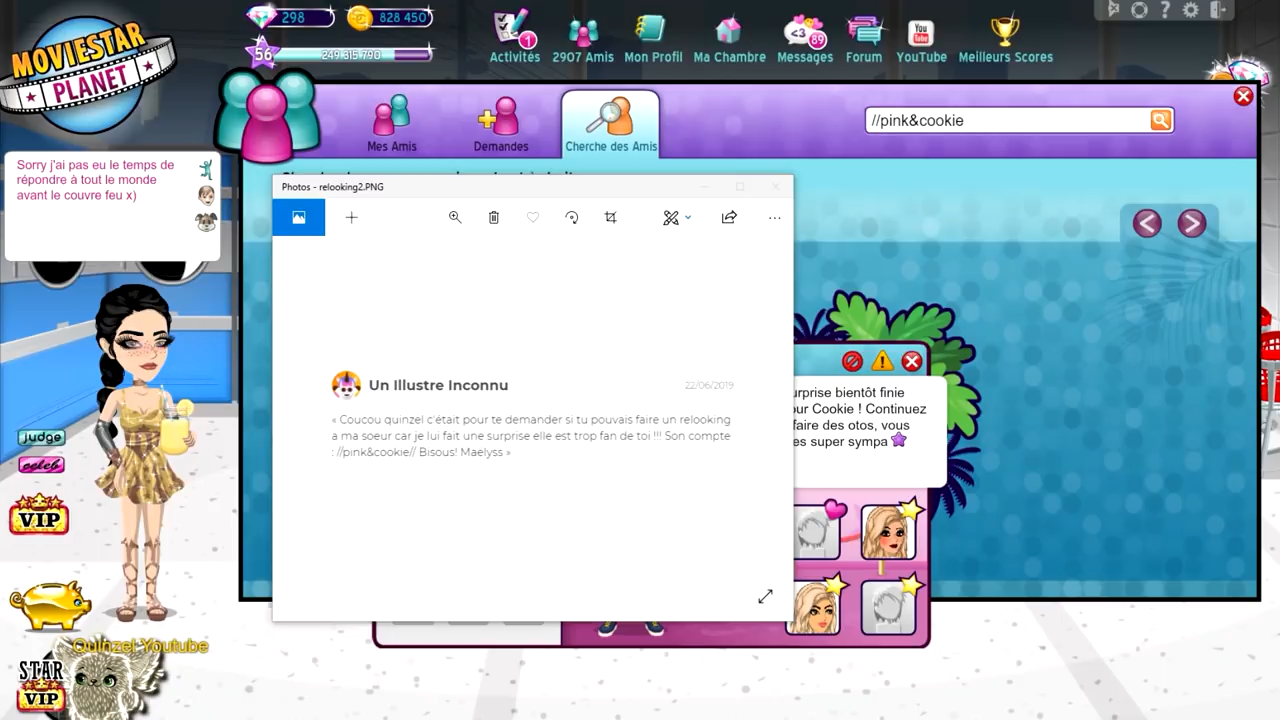 MOVIESTAR
PLANET
298
828 450
56
249 315 790
1
Activités
2907 Amis
Mon Profil
Ma Chambre
89
Messages
Forum
You
Tube
YouTube
Meilleurs Scores
Mes Amis
Demandes
Cherche des Amis
//pink&cookie
Sorry j'ai pas eu le temps de
répondre à tout le monde
avant le couvre feu x)
Photos - relooking2.PNG
Un Illustre Inconnu
22/06/2019
« Coucou quinzel c'était pour te demander si tu pouvais faire un relooking
a ma soeur car je lui fait une surprise elle est trop fan de toi !!! Son compte
: //pink&cookie// Bisous! Maelyss »
urprise bientôt finie
our Cookie ! Continuez
faire des otos, vous
es super sympa
judge
celeb
VIP
Quinzel Youtube
STAR
VIP